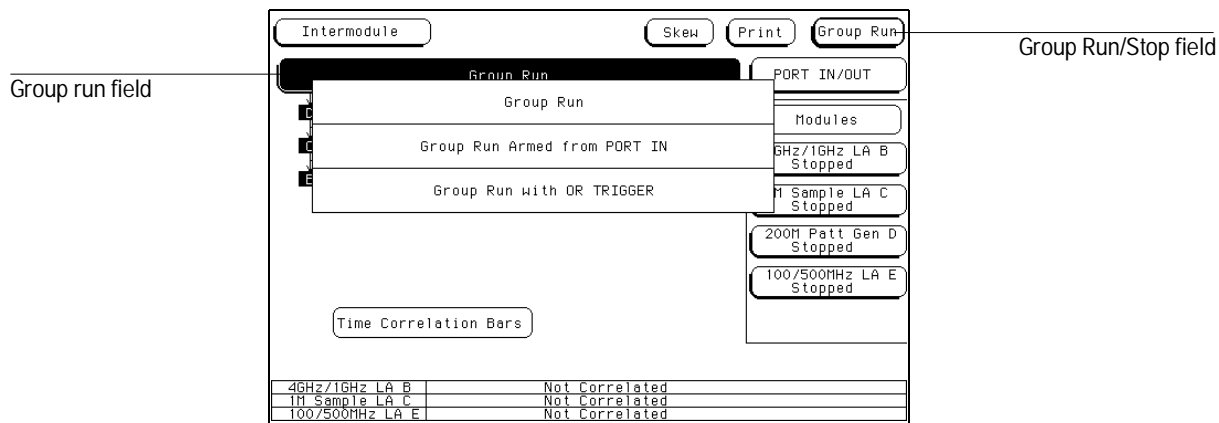 Intermodule
Skew
Print
Group Run
Group Run/Stop field
Group run field
Group Run
PORT IN/OUT
Group Run
Group Run Armed from PORT IN
Group Run with OR TRIGGER
D
C
E
Modules
GHz/1GHz LA B
Stopped
M Sample LA C
Stopped
200M Patt Gen D
Stopped
100/500MHz LA E
Stopped
Time Correlation Bars
4GHz/1GHz LA B Not Correlated
1M Sample LA C Not Correlated
100/500MHz LA E Not Correlated